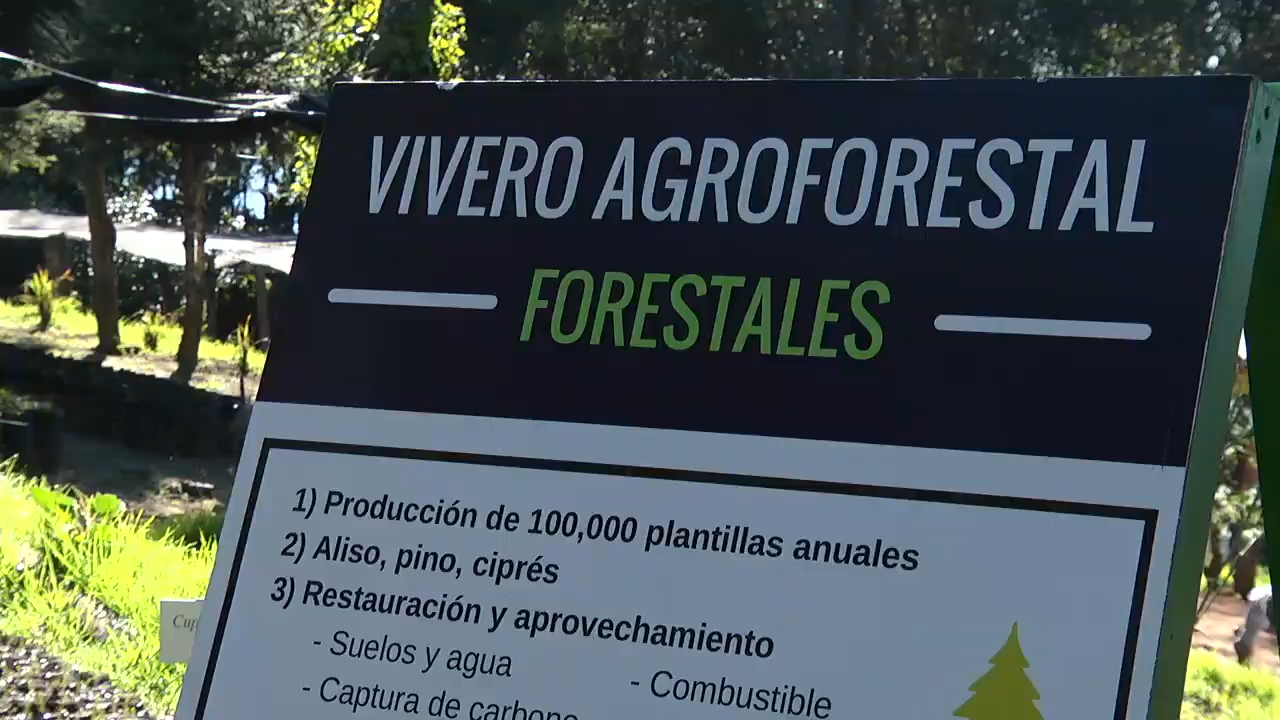 VIVERO AGROFORESTAL
FORESTALES
1) Producción de 100,000 plantillas anuales
2) Aliso, pino, ciprés
3) Restauración y aprovechamiento
- Suelos y agua
- Combustible
- Captura de carbono
Cup